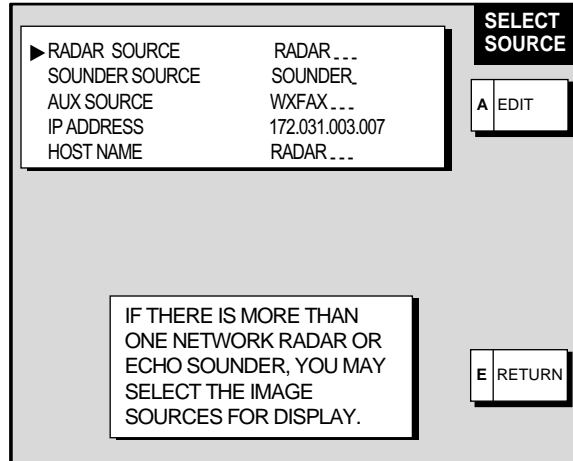 SELECT
SOURCE
▶RADAR SOURCE RADAR_ _ _
SOUNDER SOURCE SOUNDER_
AUX SOURCE WXFAX_ _ _
IP ADDRESS 172.031.003.007
HOST NAME RADAR_ _ _
A EDIT
IF THERE IS MORE THAN
ONE NETWORK RADAR OR
ECHO SOUNDER, YOU MAY
SELECT THE IMAGE
SOURCES FOR DISPLAY.
E RETURN